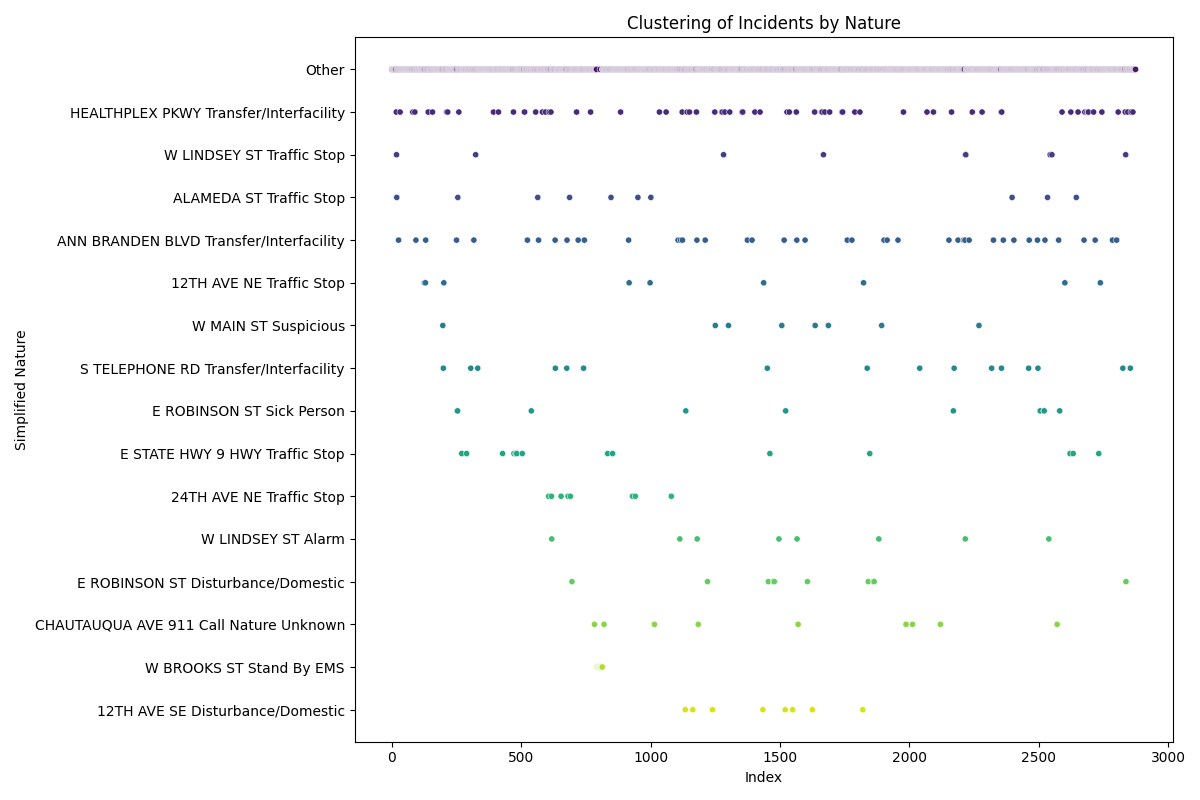 Clustering of Incidents by Nature
Other
HEALTHPLEX PKWY Transfer/Interfacility
W LINDSEY ST Traffic Stop
ALAMEDA ST Traffic Stop
ANN BRANDEN BLVD Transfer/Interfacility
12TH AVE NE Traffic Stop
W MAIN ST Suspicious
S TELEPHONE RD Transfer/Interfacility
E ROBINSON ST Sick Person
E STATE HWY 9 HWY Traffic Stop
24TH AVE NE Traffic Stop
W LINDSEY ST Alarm
E ROBINSON ST Disturbance/Domestic
CHAUTAUQUA AVE 911 Call Nature Unknown
W BROOKS ST Stand By EMS
12TH AVE SE Disturbance/Domestic
Simplified Nature
0 500 1000 1500 2000 2500 3000
Index